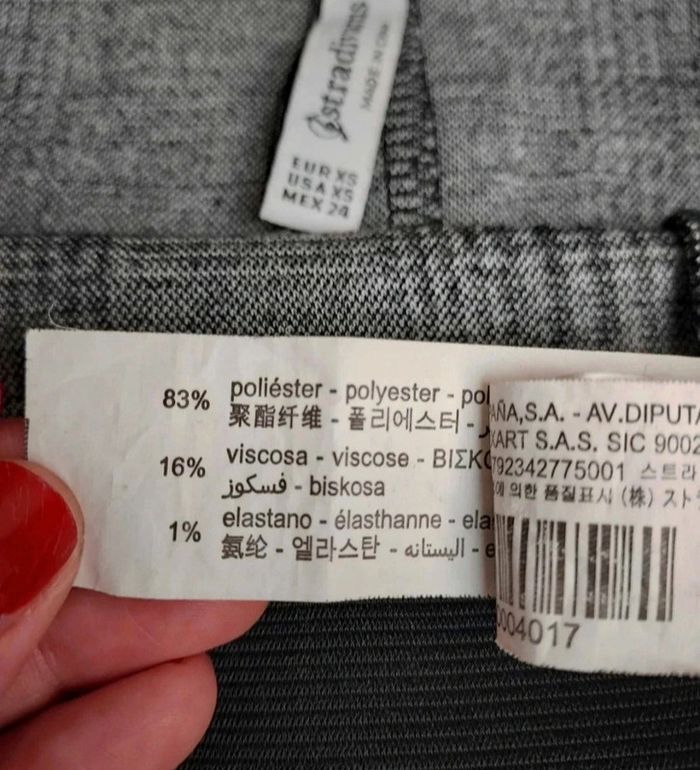 stradivarius
MADE IN
EUR XS
USA XS
MEX 24
83% poliéster - polyester - pol
聚酯纤维 - 폴리에스터 -
16% viscosa - viscose - ΒΙΣΚ
فسكوز - biskosa
1% elastano - élasthanne - ela
氨纶 - 엘라스탄 - اليستانه - e
AÑA,S.A. - AV.DIPUTA
KART S.A.S. SIC 9002
792342775001 스트라
에 의한 품질표시 (株) スト
004017